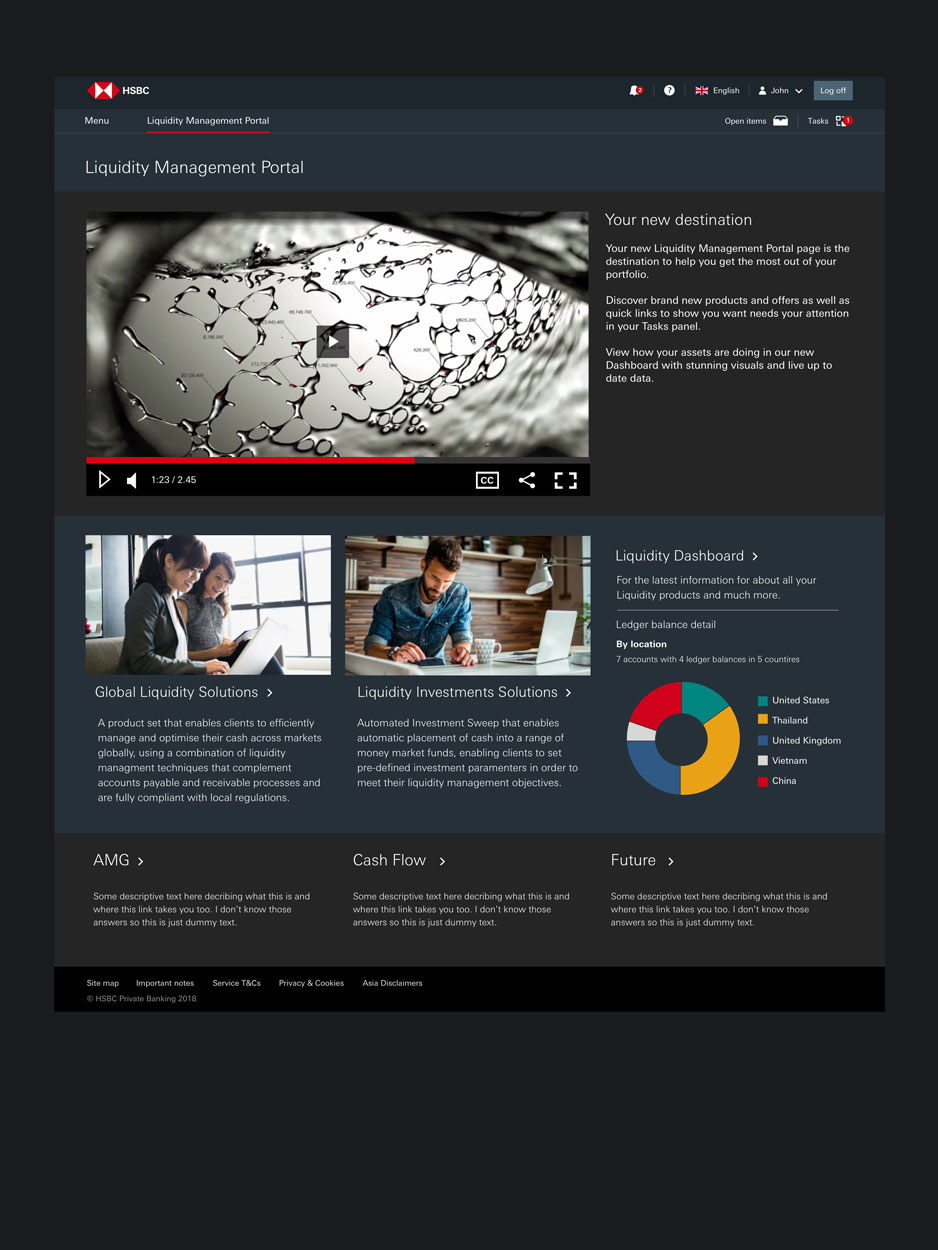 HSBC
2
?
English
John
Log off
Menu
Liquidity Management Portal
Open items
Tasks
1
Liquidity Management Portal
Your new destination
Your new Liquidity Management Portal page is the
destination to help you get the most out of your
portfolio.
Discover brand new products and offers as well as
quick links to show you want needs your attention
in your Tasks panel.
View how your assets are doing in our new
Dashboard with stunning visuals and live up to
date data.
1:23 / 2.45
CC
Global Liquidity Solutions
A product set that enables clients to efficiently
manage and optimise their cash across markets
globally, using a combination of liquidity
managment techniques that complement
accounts payable and receivable processes and
are fully compliant with local regulations.
Liquidity Investments Solutions
Automated Investment Sweep that enables
automatic placement of cash into a range of
money market funds, enabling clients to set
pre-defined investment paramenters in order to
meet their liquidity management objectives.
Liquidity Dashboard
For the latest information for about all your
Liquidity products and much more.
Ledger balance detail
By location
7 accounts with 4 ledger balances in 5 countires
United States
Thailand
United Kingdom
Vietnam
China
AMG
Some descriptive text here decribing what this is and
where this link takes you too. I don't know those
answers so this is just dummy text.
Cash Flow
Some descriptive text here decribing what this is and
where this link takes you too. I don't know those
answers so this is just dummy text.
Future
Some descriptive text here decribing what this is and
where this link takes you too. I don't know those
answers so this is just dummy text.
Site map
Important notes
Service T&Cs
Privacy & Cookies
Asia Disclaimers
© HSBC Private Banking 2018